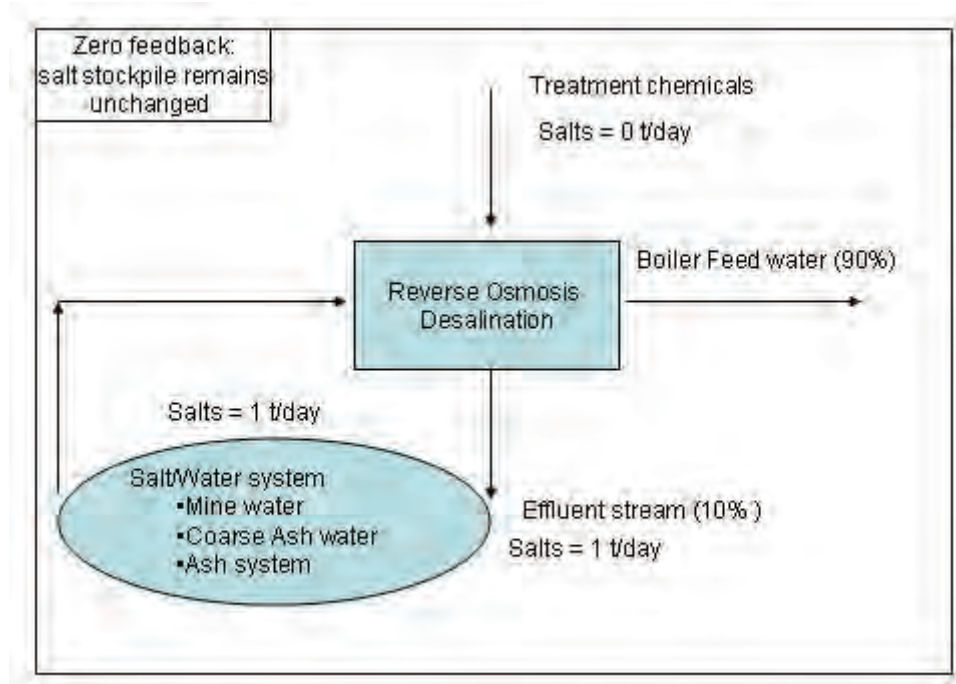 Zero feedback:
salt stockpile remains
unchanged
Treatment chemicals
Salts = 0 t/day
Boiler Feed water (90%)
Reverse Osmosis
Desalination
Salts = 1 t/day
Salt/Water system
▪Mine water
▪Coarse Ash water
▪Ash system
Effluent stream (10% )
Salts = 1 t/day